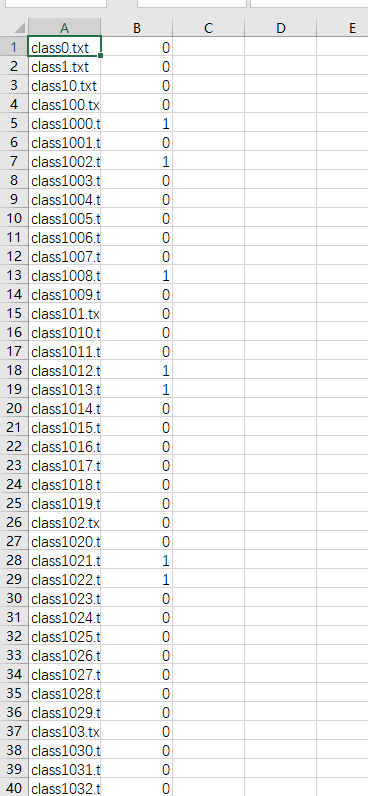 A B C D E
1 class0.txt 0
2 class1.txt 0
3 class10.txt 0
4 class100.tx 0
5 class1000.t 1
6 class1001.t 0
7 class1002.t 1
8 class1003.t 0
9 class1004.t 0
10 class1005.t 0
11 class1006.t 0
12 class1007.t 0
13 class1008.t 1
14 class1009.t 0
15 class101.tx 0
16 class1010.t 0
17 class1011.t 0
18 class1012.t 1
19 class1013.t 1
20 class1014.t 0
21 class1015.t 0
22 class1016.t 0
23 class1017.t 0
24 class1018.t 0
25 class1019.t 0
26 class102.tx 0
27 class1020.t 0
28 class1021.t 1
29 class1022.t 1
30 class1023.t 0
31 class1024.t 0
32 class1025.t 0
33 class1026.t 0
34 class1027.t 0
35 class1028.t 0
36 class1029.t 0
37 class103.tx 0
38 class1030.t 0
39 class1031.t 0
40 class1032.t 0